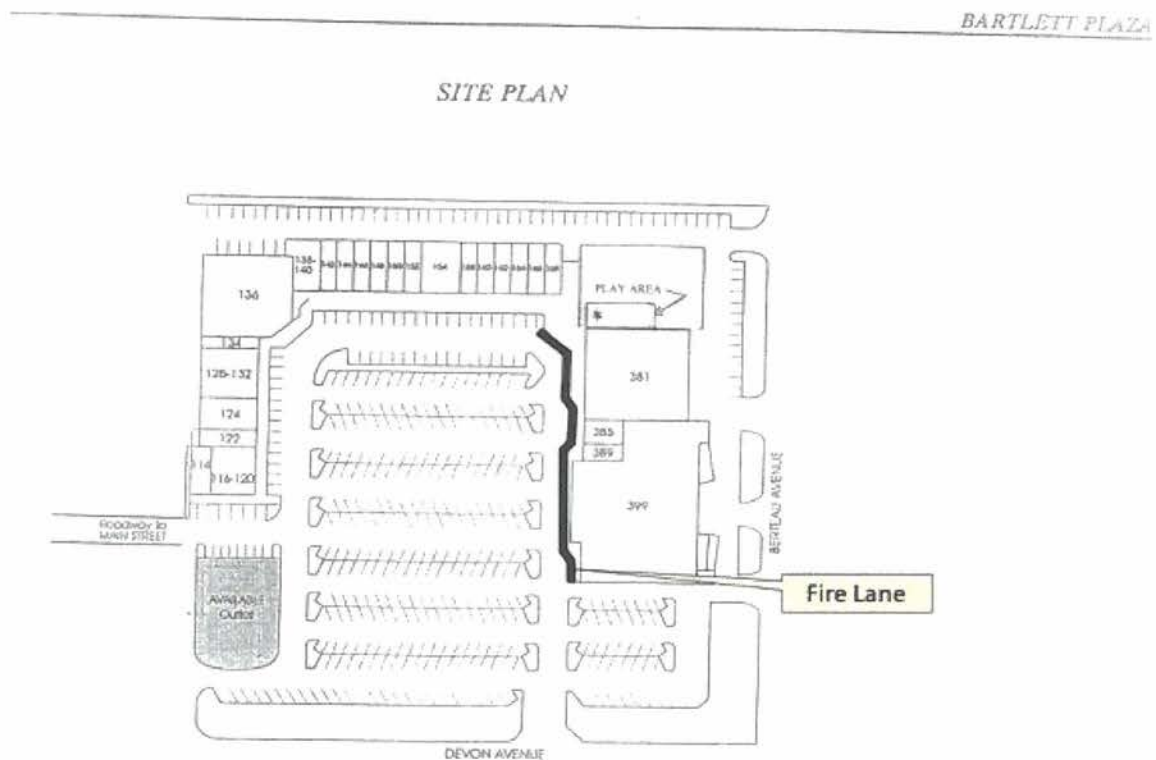 BARTLETT PLAZA
SITE PLAN
138-
140
154
136
PLAY AREA
*
134
381
128-132
124
122
385
389
114
116-120
399
BERTEAU AVENUE
Roadway to
MAIN STREET
Fire Lane
AVAILABLE
Outlot
DEVON AVENUE